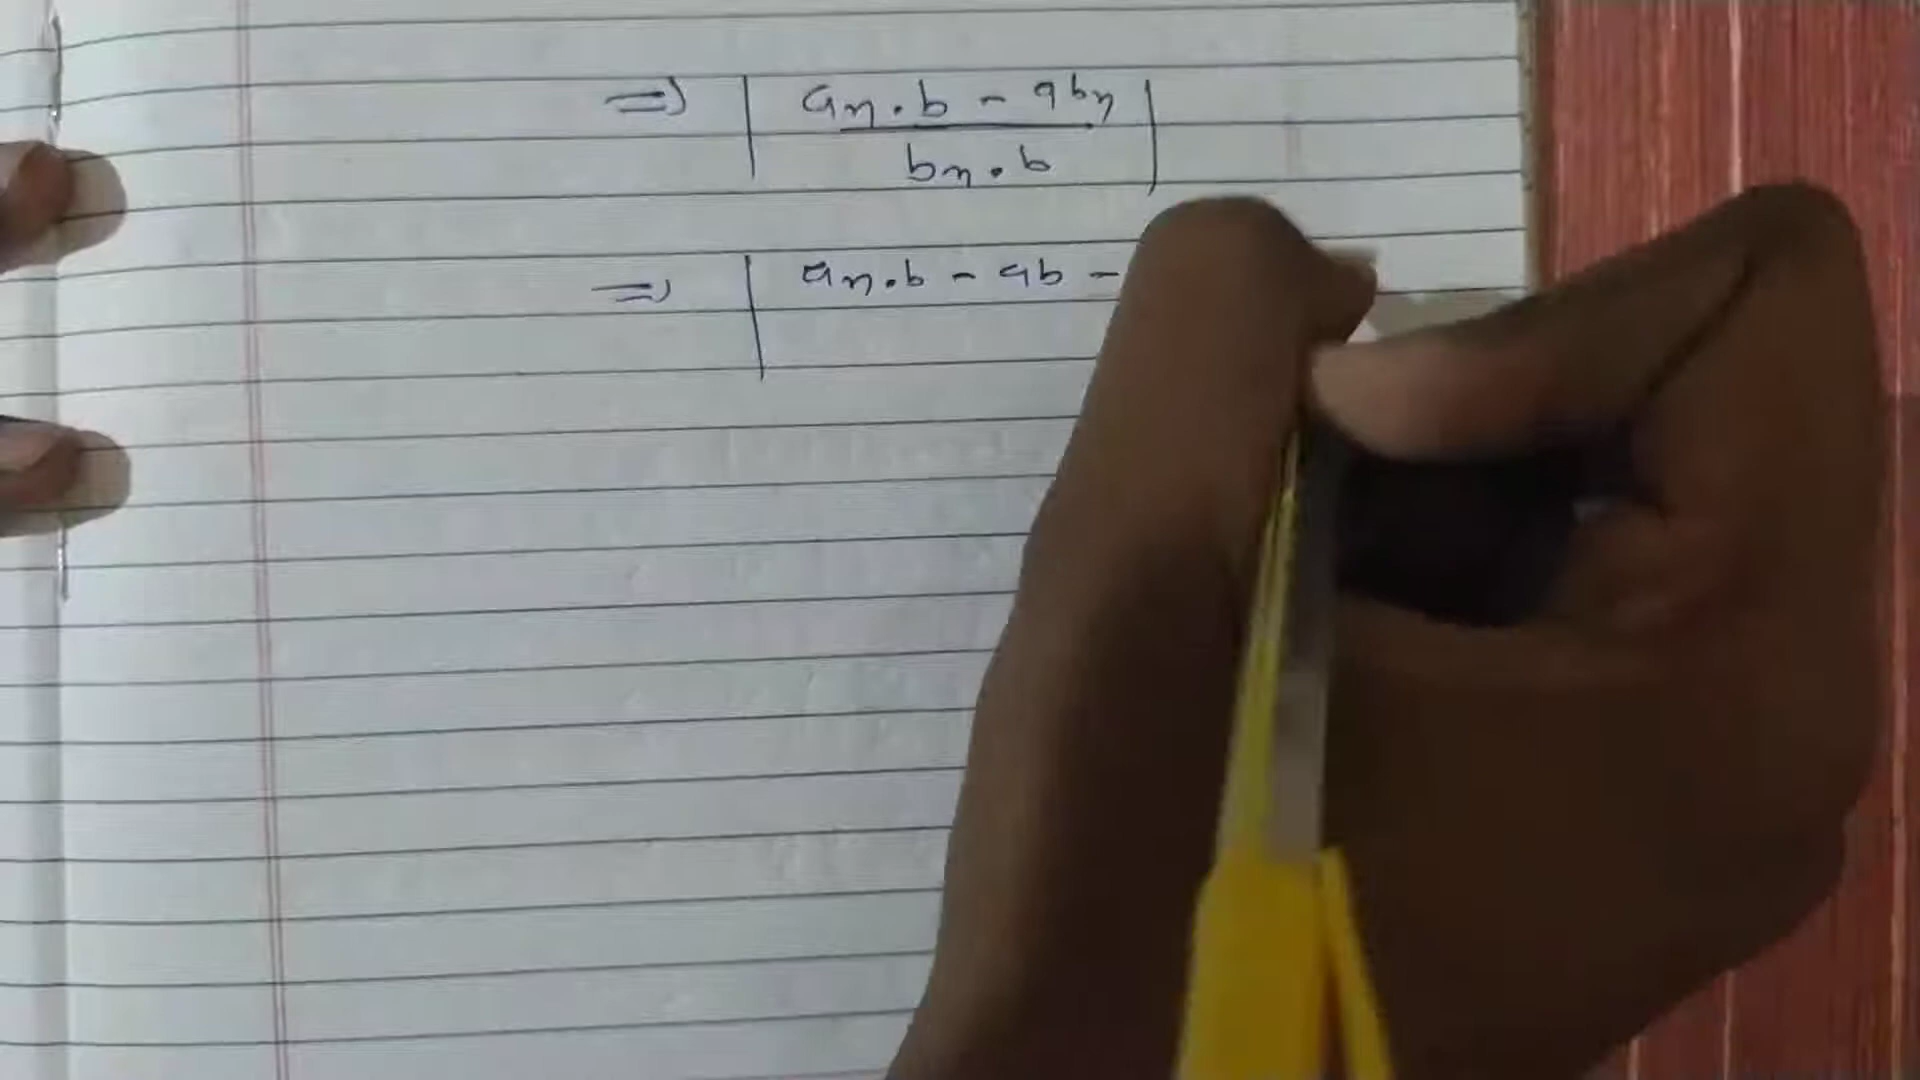 => | an.b - abn |
bn.b
=> | an.b - ab -